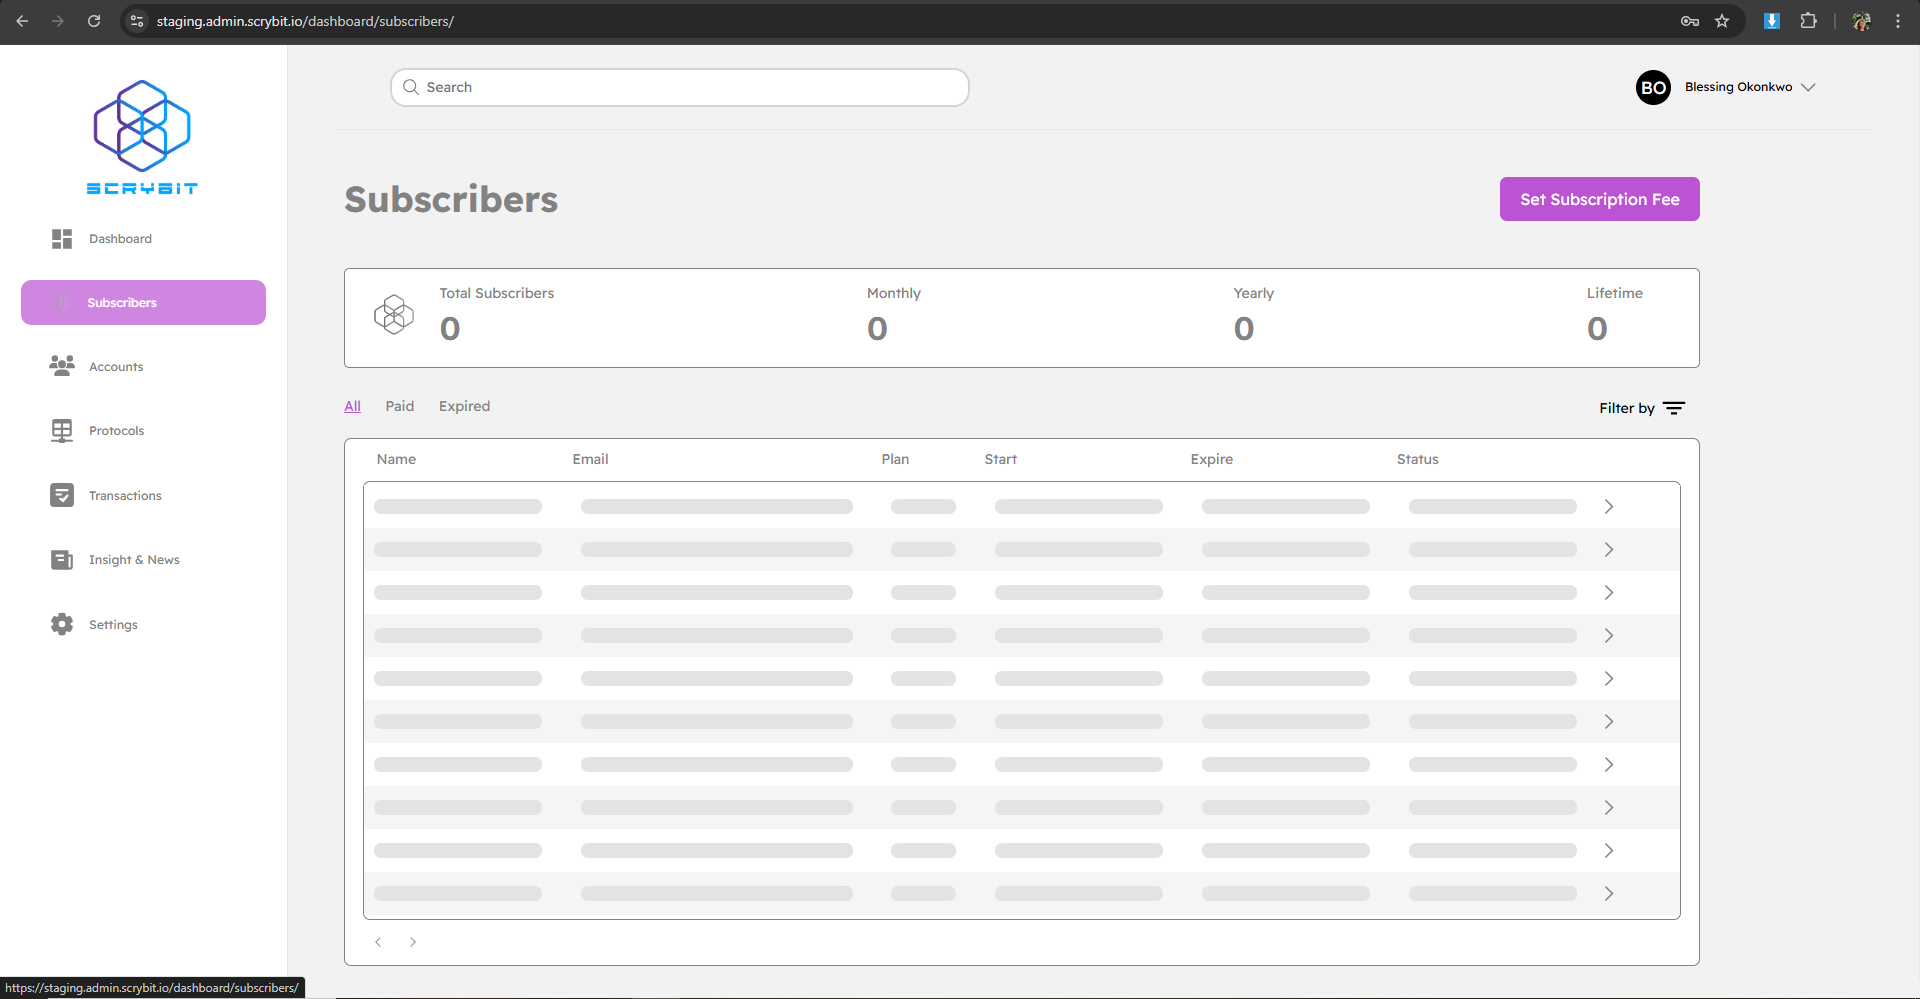 staging.admin.scrybit.io/dashboard/subscribers/
SCRYBIT
Search
BO
Blessing Okonkwo
Dashboard
Subscribers
Accounts
Protocols
Transactions
Insight & News
Settings
Subscribers
Set Subscription Fee
Total Subscribers Monthly Yearly Lifetime
0 0 0 0
All Paid Expired
Filter by
Name Email Plan Start Expire Status
https://staging.admin.scrybit.io/dashboard/subscribers/